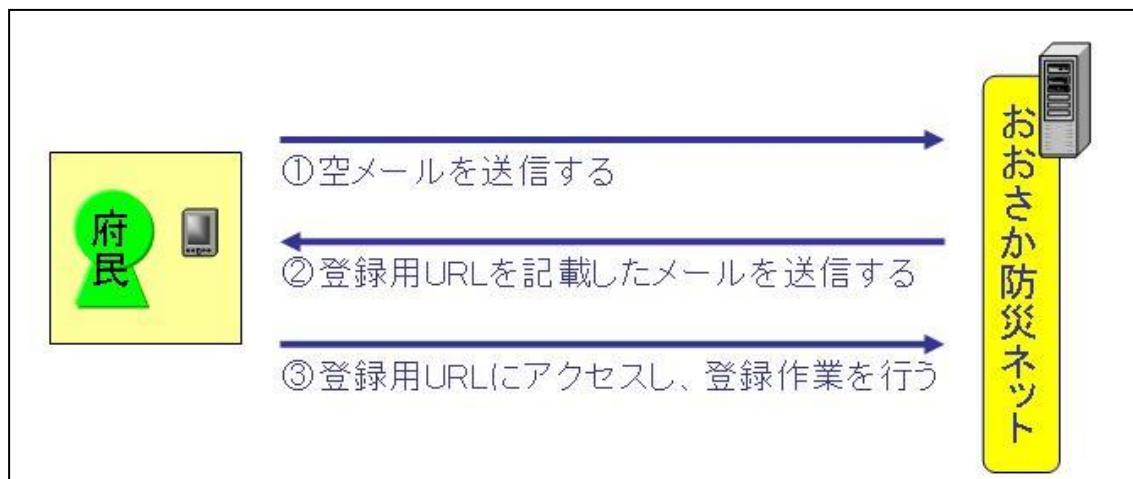 府民
①空メールを送信する
②登録用URLを記載したメールを送信する
③登録用URLにアクセスし、登録作業を行う
おおさか防災ネット